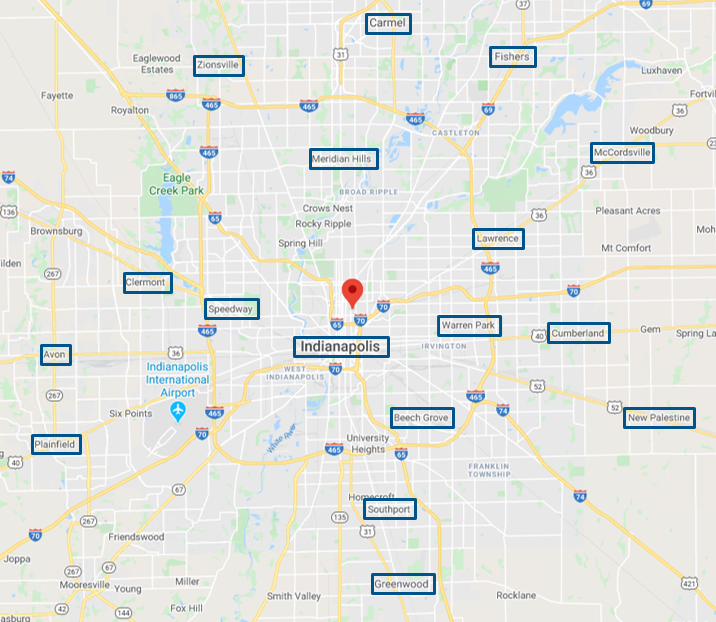 37
69
Carmel
31
Fishers
Eaglewood
Estates
Zionsville
Luxhaven
Fayette
865
465
465
Fortvi
Royalton
69
36
465
CASTLETON
Woodbury
465
Meridian Hills
McCordsville
23
36
74
Eagle
Creek Park
BROAD RIPPLE
136
Crows Nest
65
36
Pleasant Acres
Rocky Ripple
Brownsburg
Moh
Spring Hill
Lawrence
Mt Comfort
ilden
267
465
Clermont
70
Speedway
70
65
70
465
Warren Park
Cumberland
40
Gem
Spring La
Avon
36
Indianapolis
IRVINGTON
Indianapolis
International
Airport
WEST
INDIANAPOLIS
70
52
267
465
74
52
Six Points
465
Beech Grove
New Palestine
70
Plainfield
White River
University
Heights
465
65
40
g
FRANKLIN
TOWNSHIP
67
74
Homecroft
Southport
267
135
31
70
Friendswood
Joppa
67
267
Mooresville
Young
Miller
Greenwood
421
Smith Valley
Rocklane
42
144
Fox Hill
asburg